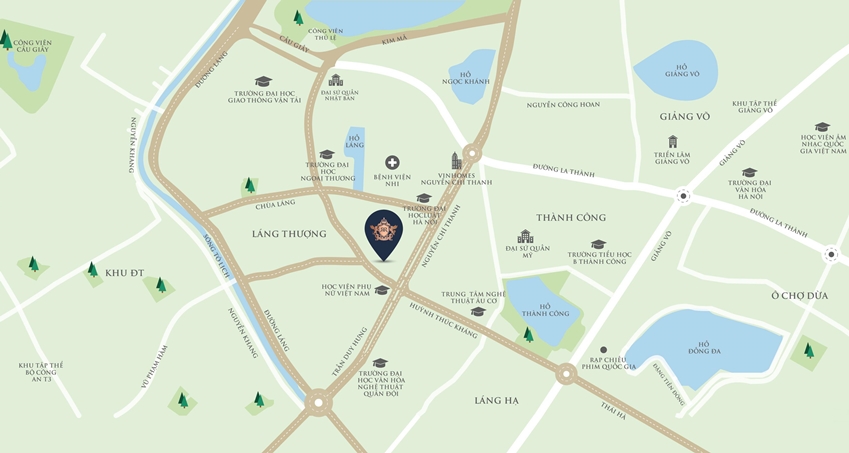 CÔNG VIÊN
CẦU GIẤY
ĐƯỜNG LÁNG
CẦU GIẤY
CÔNG VIÊN
THỦ LỆ
KIM MÃ
TRƯỜNG ĐẠI HỌC
GIAO THÔNG VẬN TẢI
ĐẠI SỨ QUÁN
NHẬT BẢN
HỒ
NGỌC KHÁNH
HỒ
GIẢNG VÕ
NGUYỄN CÔNG HOAN
KHU TẬP THỂ
GIẢNG VÕ
GIẢNG VÕ
HỌC VIỆN ÂM
NHẠC QUỐC
GIA VIỆT NAM
NGUYỄN KHANG
HỒ
LÁNG
TRƯỜNG ĐẠI
HỌC
NGOẠI THƯƠNG
BỆNH VIỆN
NHI
VINHOMES
NGUYỄN CHÍ THANH
ĐƯỜNG LA THÀNH
TRIỂN LÃM
GIẢNG VÕ
GIẢNG VÕ
TRƯỜNG ĐẠI
VĂN HÓA
HÀ NỘI
CHÙA LÁNG
TRƯỜNG ĐẠI
HỌC LUẬT
HÀ NỘI
LÁNG THƯỢNG
NGUYỄN CHÍ THANH
THÀNH CÔNG
ĐƯỜNG LA THÀNH
ĐẠI SỨ QUÁN
MỸ
TRƯỜNG TIỂU HỌC
B THÀNH CÔNG
GIẢNG VÕ
SÔNG TÔ LỊCH
KHU ĐT
HỌC VIỆN PHỤ
NỮ VIỆT NAM
TRUNG TÂM NGHỆ
THUẬT ÂU CƠ
HUỲNH THÚC KHÁNG
HỒ
THÀNH CÔNG
Ô CHỢ DỪA
NGUYỄN KHANG
ĐƯỜNG LÁNG
TRẦN DUY HƯNG
HỒ
ĐỐNG ĐA
RẠP CHIẾU
PHIM QUỐC GIA
ĐẶNG TIẾN ĐÔNG
KHU TẬP THỂ
BỘ CÔNG
AN T3
VŨ PHẠM HÀM
TRƯỜNG ĐẠI
HỌC VĂN HÓA
NGHỆ THUẬT
QUÂN ĐỘI
LÁNG HẠ
THÁI HÀ